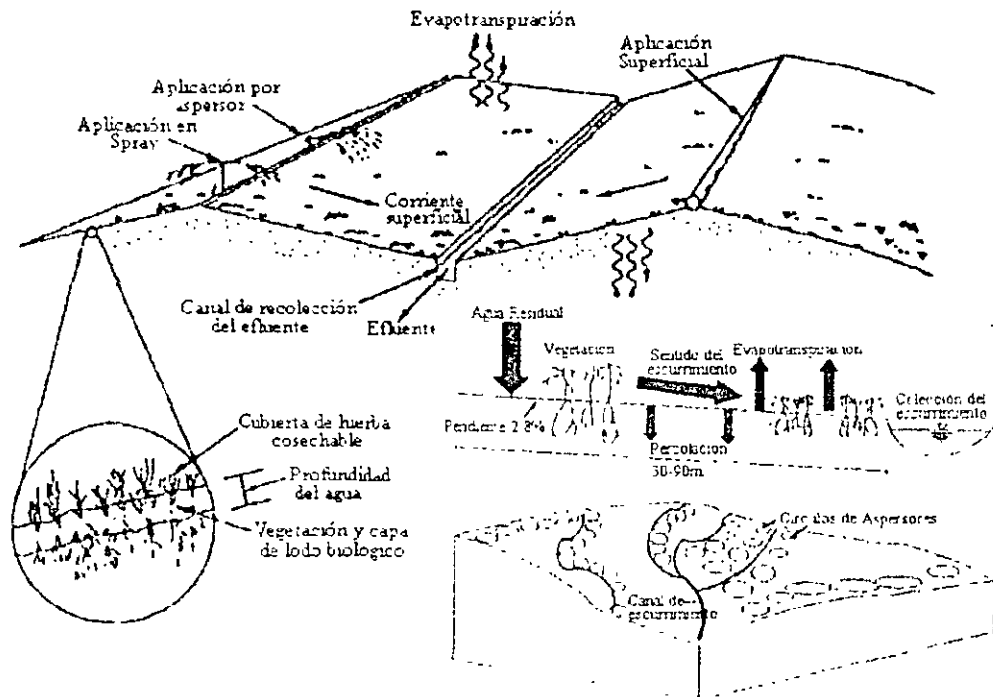 Evapotranspiración
Aplicación
Superficial
Aplicación por
aspersor
Aplicación en
Spray
Corriente
superficial
Canal de recolección
del efluente
Efluente
Agua Residual
Vegetación
Sentido del
escurrimiento
Evapotranspiración
Colección del
escurrimiento
Pendiente 2-8%
Percolación
30-90m
Cubierta de hierba
cosechable
Profundidad
del agua
Vegetación y capa
de lodo biologico
Circulos de Aspersores
Canal de
escurrimiento